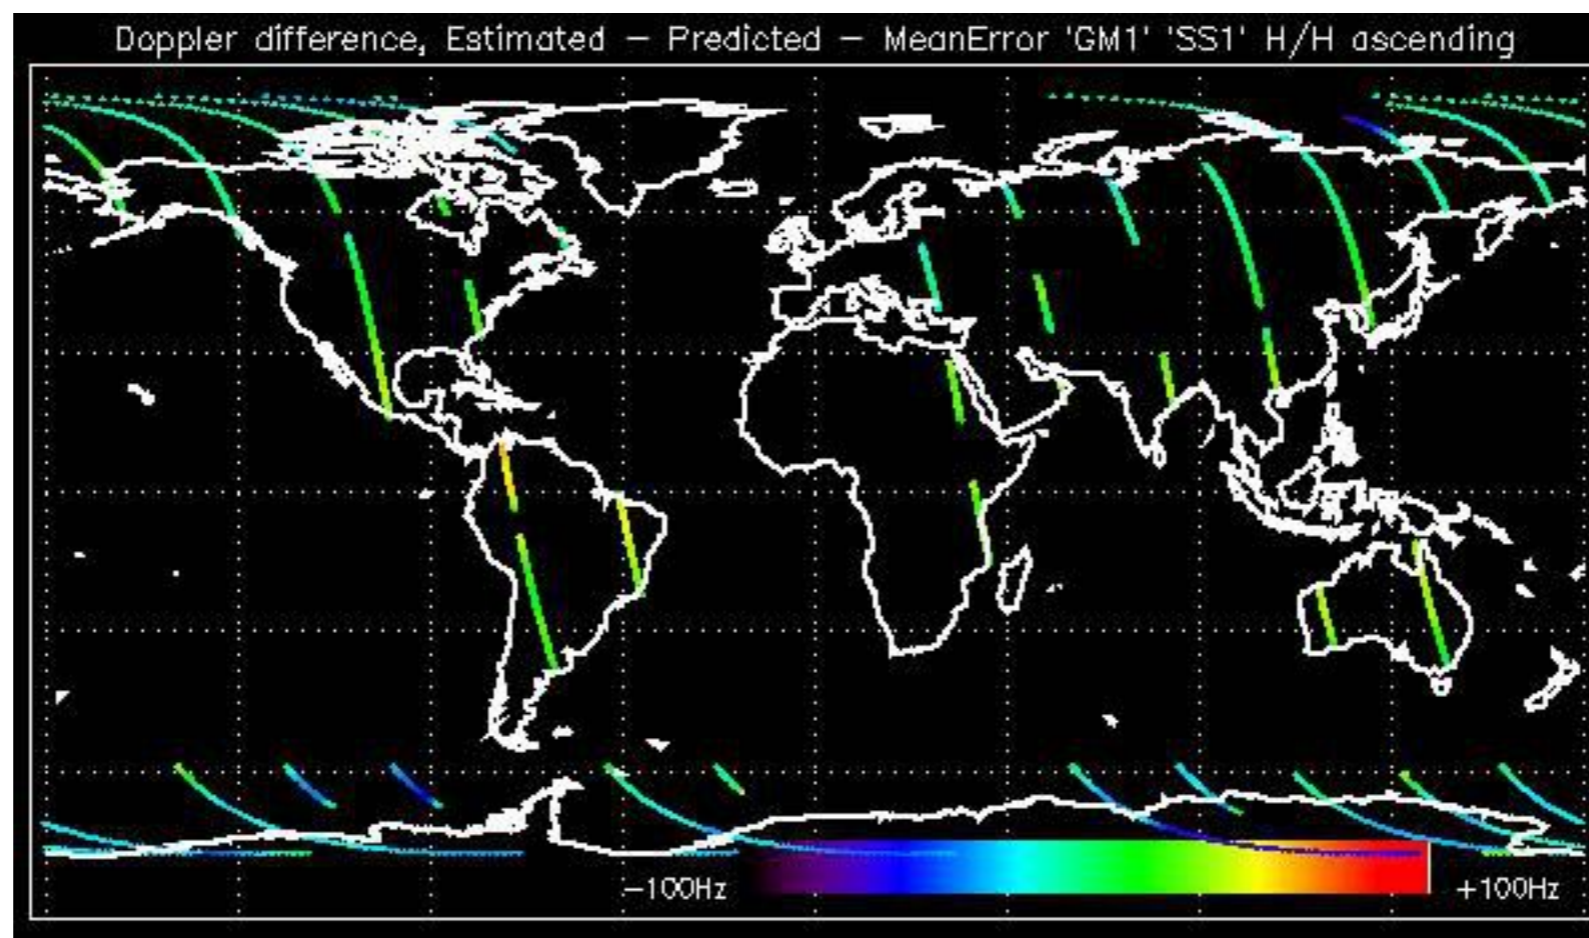 Doppler difference, Estimated - Predicted - MeanError 'GM1' 'SS1' H/H ascending
-100Hz
+100Hz